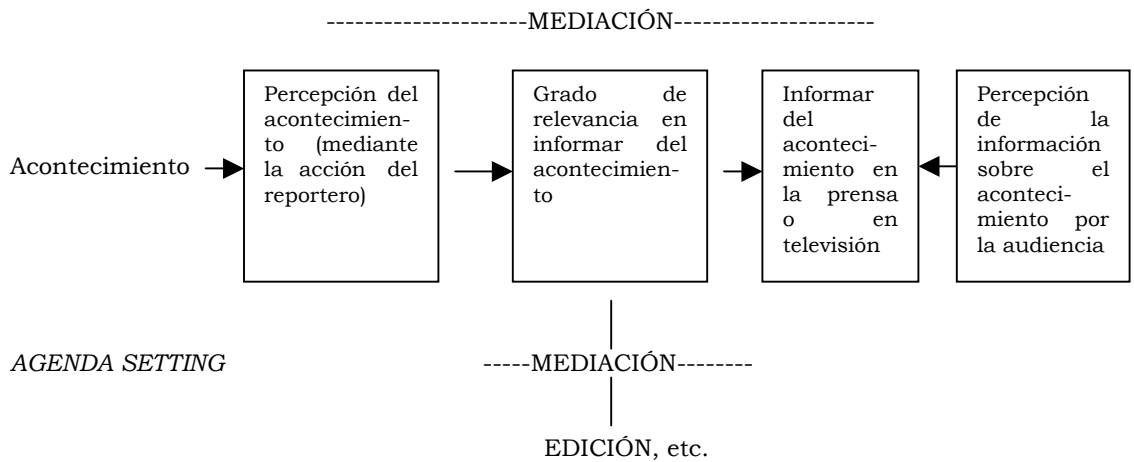 --------------------MEDIACIÓN--------------------
Acontecimiento
Percepción del
acontecimien-
to (mediante
la acción del
reportero)
Grado de
relevancia en
informar del
acontecimien-
to
Informar
del
aconteci-
miento en
la prensa
o en
televisión
Percepción
de la
información
sobre el
aconteci-
miento por
la audiencia
AGENDA SETTING
-----MEDIACIÓN--------
EDICIÓN, etc.